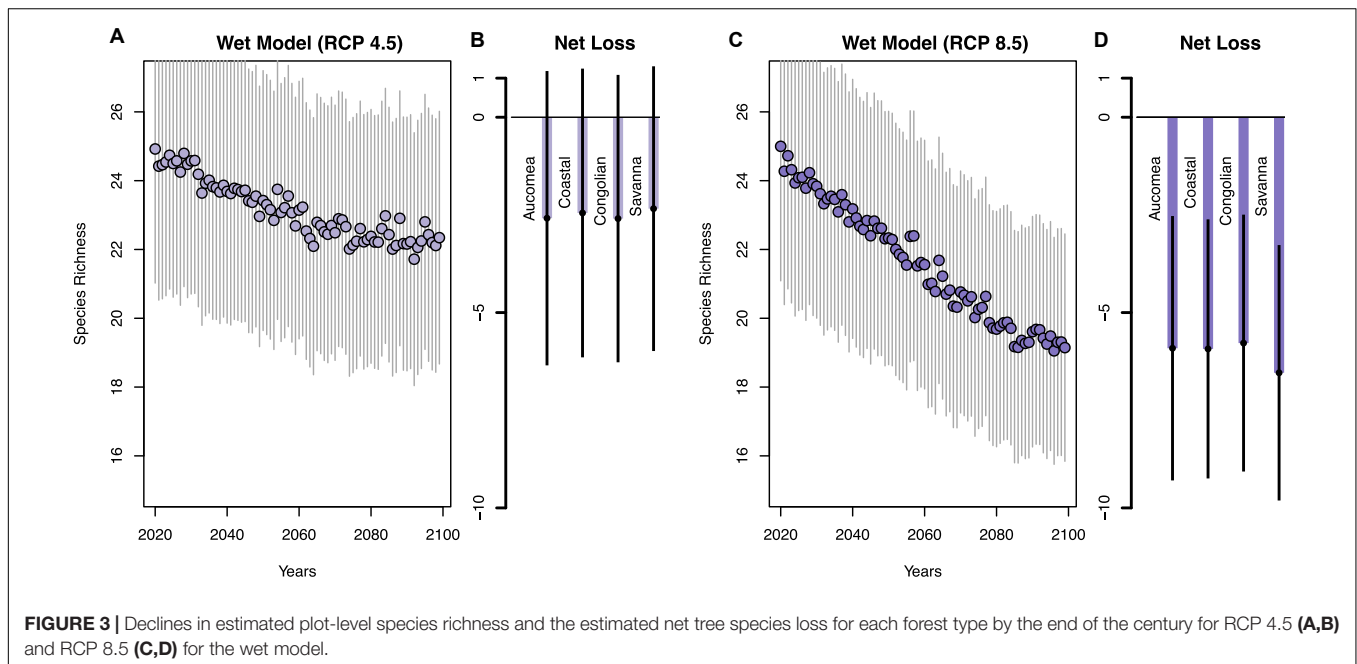 A
Wet Model (RCP 4.5)
Species Richness
26
24
22
20
18
16
2020 2040 2060 2080 2100
Years
B
Net Loss
1
0
−5
−10
Aucomea
Coastal
Congolian
Savanna
C
Wet Model (RCP 8.5)
Species Richness
26
24
22
20
18
16
2020 2040 2060 2080 2100
Years
D
Net Loss
1
0
−5
−10
Aucomea
Coastal
Congolian
Savanna
FIGURE 3 | Declines in estimated plot-level species richness and the estimated net tree species loss for each forest type by the end of the century for RCP 4.5 (A,B)
and RCP 8.5 (C,D) for the wet model.